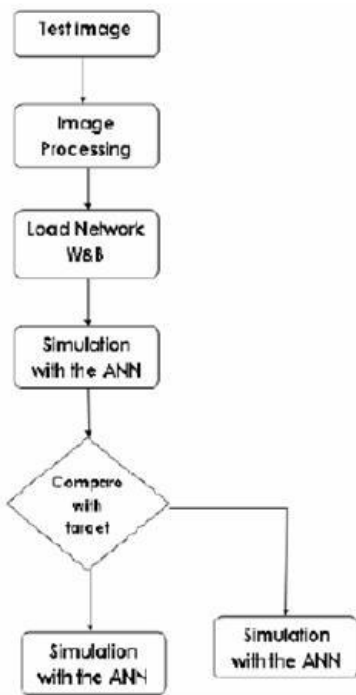 Test image
Image
Processing
Load Network
W&B
Simulation
with the ANN
Compare
with
target
Simulation
with the ANN
Simulation
with the ANN